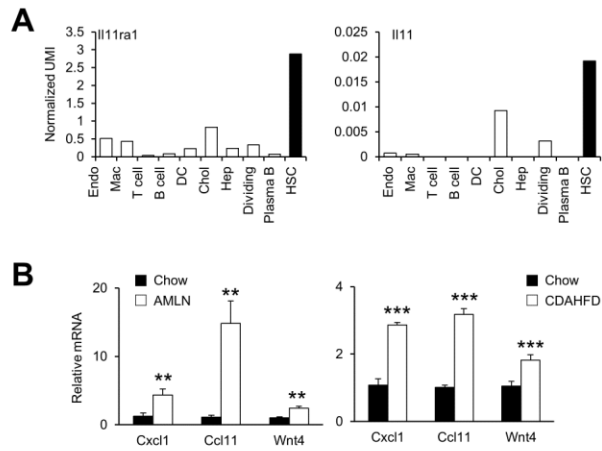 A
Il11ra1
Il11
Normalized UMI
3.5
3
2.5
2
1.5
1
0.5
0
0.025
0.02
0.015
0.01
0.005
0
Endo
Mac
T cell
B cell
DC
Chol
Hep
Dividing
Plasma B
HSC
Endo
Mac
T cell
B cell
DC
Chol
Hep
Dividing
Plasma B
HSC
B
Chow
AMLN
Chow
CDAHFD
Relative mRNA
20
10
0
4
2
0
**
**
**
***
***
***
Cxcl1 Ccl11 Wnt4
Cxcl1 Ccl11 Wnt4